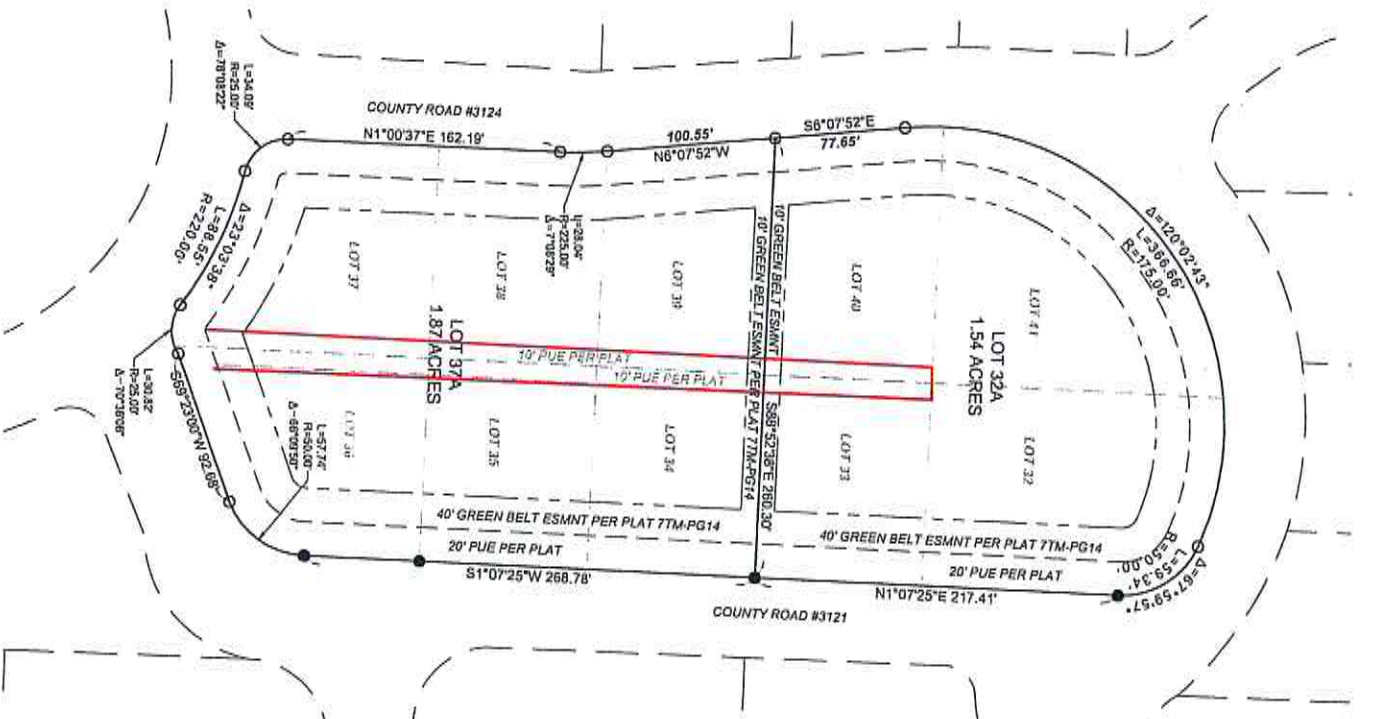 L=34.09'
R=25.00'
Δ=78°08'22"
COUNTY ROAD #3124
N1°00'37"E 162.19'
100.55'
N6°07'52"W
S6°07'52"E
77.65'
Δ=120°02'43"
L=366.66'
R=175.00'
Δ=23°03'38"
L=88.55'
R=220.00'
L=28.04'
R=225.00'
Δ=7°08'29"
10' GREEN BELT ESMNT
10' GREEN BELT ESMNT PER PLAT 7TM-PG14
S88°52'38"E 260.30'
LOT 37
LOT 38
LOT 39
LOT 40
LOT 41
LOT 37A
1.87 ACRES
LOT 32A
1.54 ACRES
10' PUE PER PLAT
10' PUE PER PLAT
L=30.82'
R=25.00'
Δ=70°38'08"
S69°23'00"W 92.68'
L=57.74'
R=50.00'
Δ=66°09'50"
LOT 36
LOT 35
LOT 34
LOT 33
LOT 32
40' GREEN BELT ESMNT PER PLAT 7TM-PG14
40' GREEN BELT ESMNT PER PLAT 7TM-PG14
20' PUE PER PLAT
20' PUE PER PLAT
S1°07'25"W 268.78'
N1°07'25"E 217.41'
Δ=67°59'57"
L=59.34'
R=50.00'
COUNTY ROAD #3121